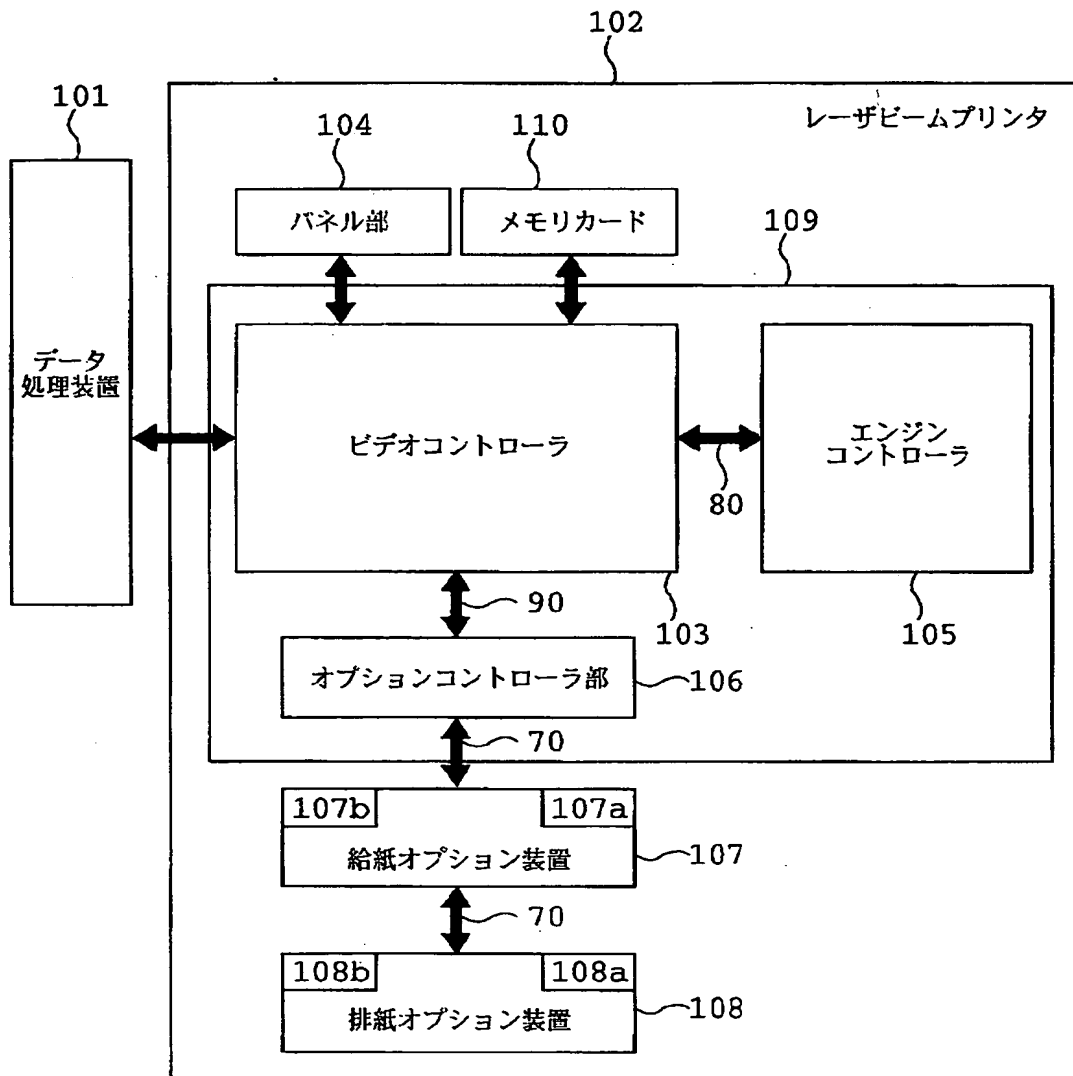 102
101
レーザビームプリンタ
104
110
パネル部
メモリカード
109
データ
処理装置
ビデオコントローラ
エンジン
コントローラ
80
90
103
105
オプションコントローラ部
106
70
107b
107a
給紙オプション装置
107
70
108b
108a
排紙オプション装置
108